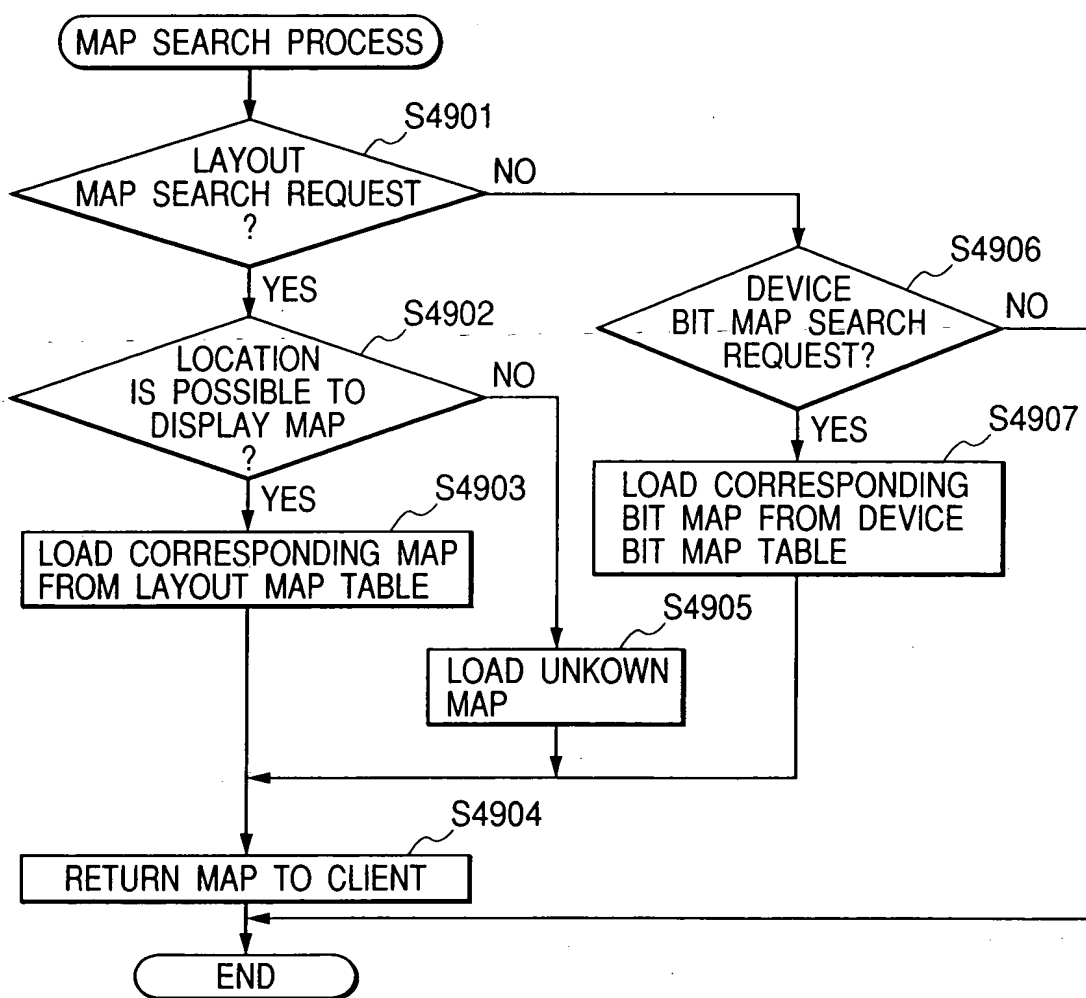 MAP SEARCH PROCESS
S4901
LAYOUT
MAP SEARCH REQUEST
?
NO
YES
S4906
DEVICE
BIT MAP SEARCH
REQUEST?
NO
YES
S4902
LOCATION
IS POSSIBLE TO
DISPLAY MAP
?
NO
YES
S4903
LOAD CORRESPONDING MAP
FROM LAYOUT MAP TABLE
S4907
LOAD CORRESPONDING
BIT MAP FROM DEVICE
BIT MAP TABLE
S4905
LOAD UNKOWN
MAP
S4904
RETURN MAP TO CLIENT
END